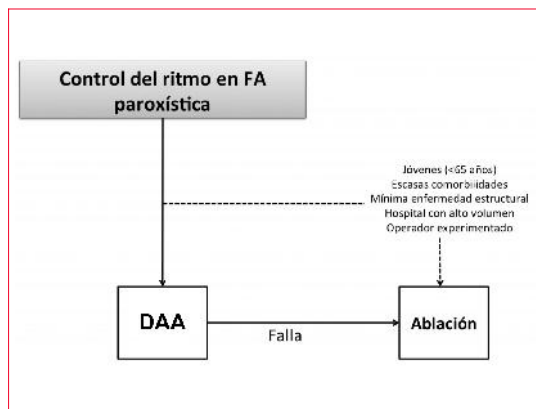 Control del ritmo en FA
paroxística
Jóvenes (<65 años)
Escasas comorbilidades
Mínima enfermedad estructural
Hospital con alto volumen
Operador experimentado
DAA
Falla
Ablación